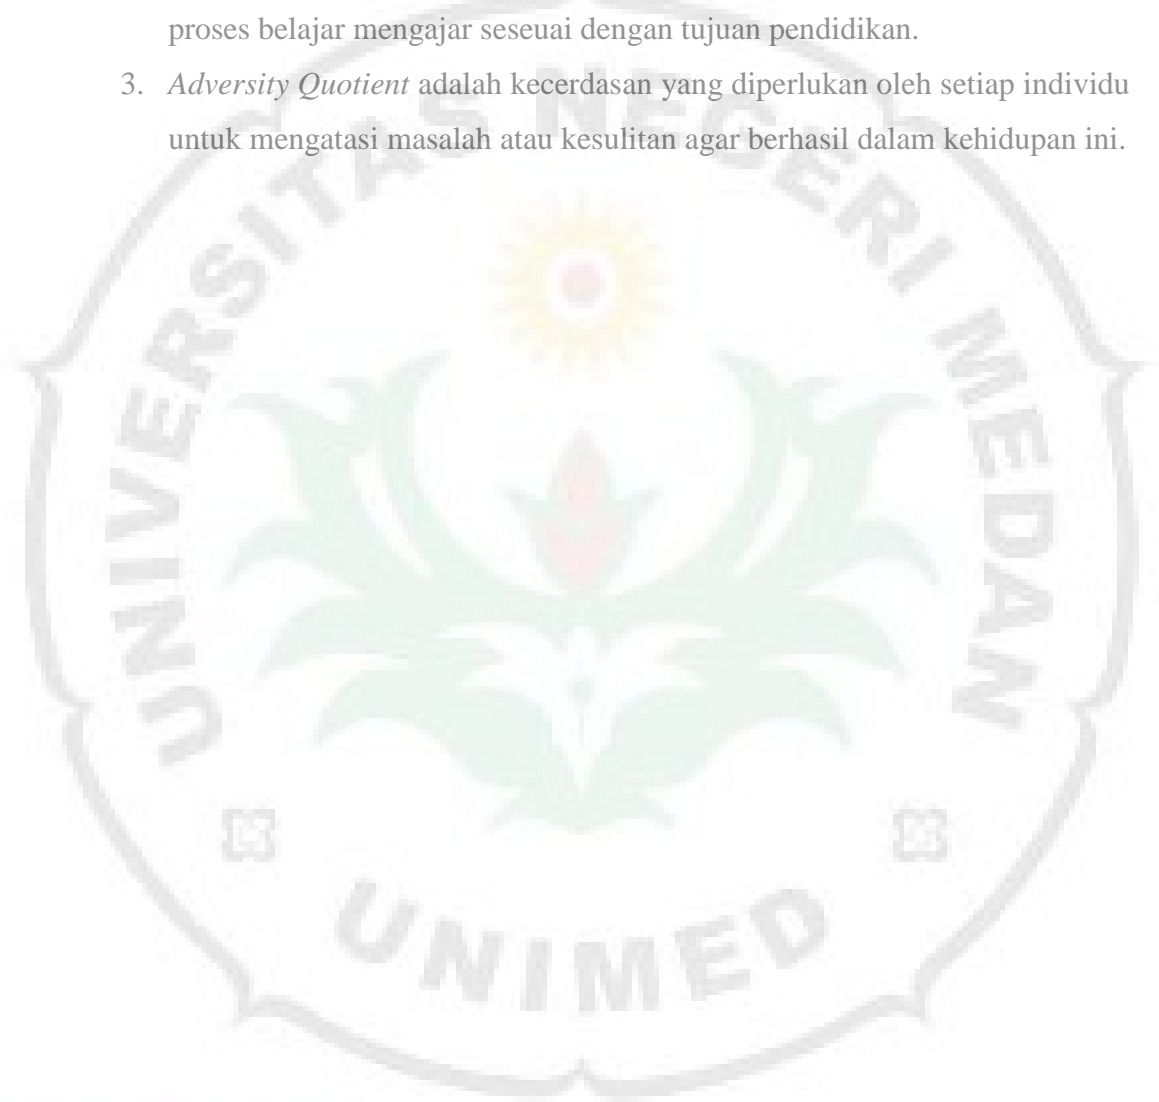 proses belajar mengajar seseuai dengan tujuan pendidikan.
3. Adversity Quotient adalah kecerdasan yang diperlukan oleh setiap individu
untuk mengatasi masalah atau kesulitan agar berhasil dalam kehidupan ini.
UNIVERSITAS NEGERI MEDAN
UNIMED